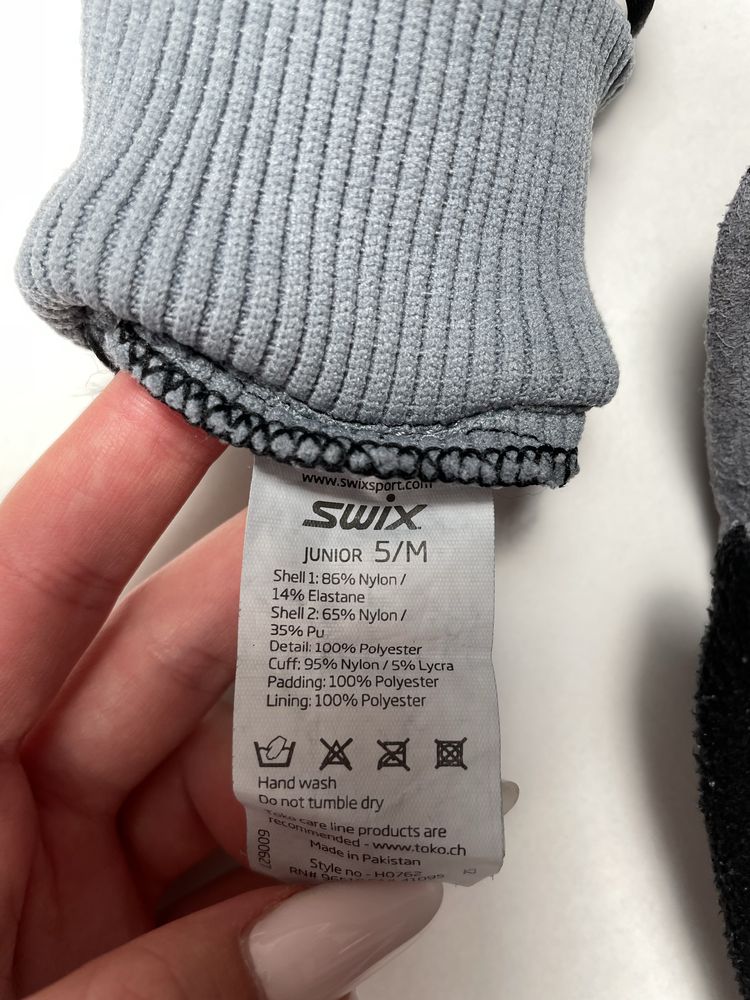 www.swixsport.com
SWIX
JUNIOR 5/M
Shell 1: 86% Nylon /
14% Elastane
Shell 2: 65% Nylon /
35% Pu
Detail: 100% Polyester
Cuff: 95% Nylon / 5% Lycra
Padding: 100% Polyester
Lining: 100% Polyester
Hand wash
Do not tumble dry
Toko care line products are
recommended - www.toko.ch
Made in Pakistan
Style no - H0762
RN#